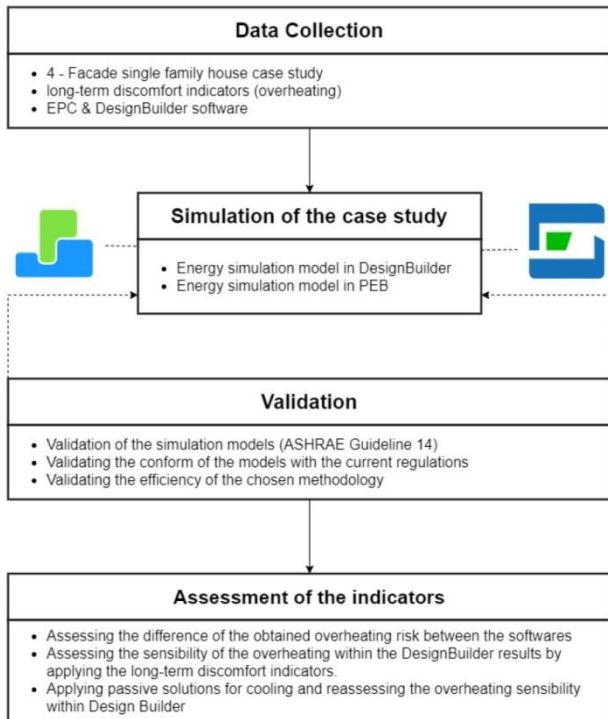 Data Collection
4 - Facade single family house case study
long-term discomfort indicators (overheating)
EPC & DesignBuilder software
Simulation of the case study
Energy simulation model in DesignBuilder
Energy simulation model in PEB
Validation
Validation of the simulation models (ASHRAE Guideline 14)
Validating the conform of the models with the current regulations
Validating the efficiency of the chosen methodology
Assessment of the indicators
Assessing the difference of the obtained overheating risk between the softwares
Assessing the sensibility of the overheating within the DesignBuilder results by
applying the long-term discomfort indicators.
Applying passive solutions for cooling and reassessing the overheating sensibility
within Design Builder